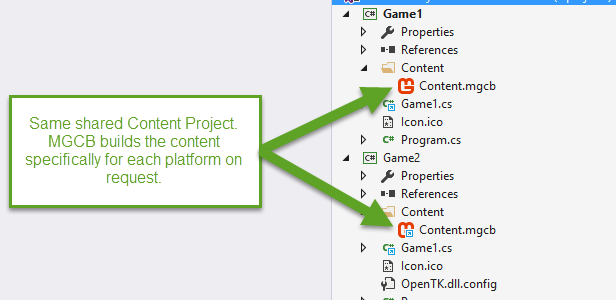 Game1
Properties
References
Content
Content.mgcb
Game1.cs
Icon.ico
Program.cs
Game2
Properties
References
Content
Content.mgcb
Game1.cs
Icon.ico
OpenTK.dll.config
Same shared Content Project.
MGCB builds the content
specifically for each platform on
request.